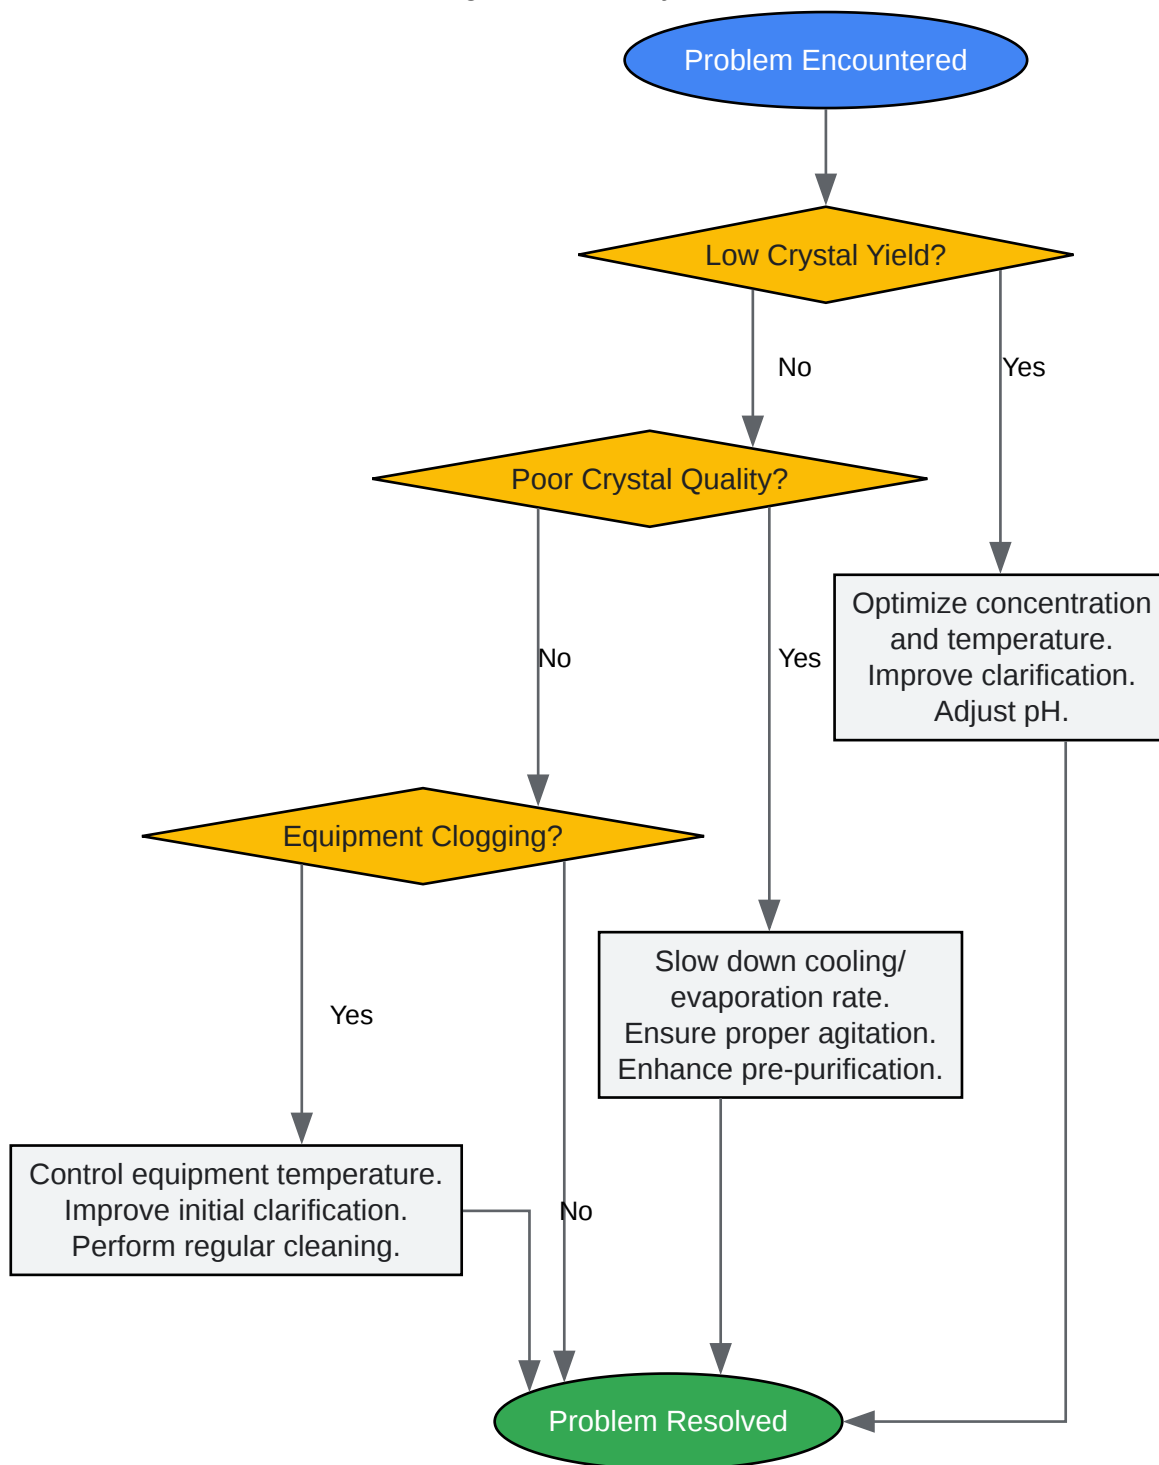 Problem Encountered
Low Crystal Yield?
No
Yes
Poor Crystal Quality?
Optimize concentration
and temperature.
Improve clarification.
Adjust pH.
No
Yes
Equipment Clogging?
Slow down cooling/
evaporation rate.
Ensure proper agitation.
Enhance pre-purification.
Yes
Control equipment temperature.
Improve initial clarification.
Perform regular cleaning.
No
Problem Resolved